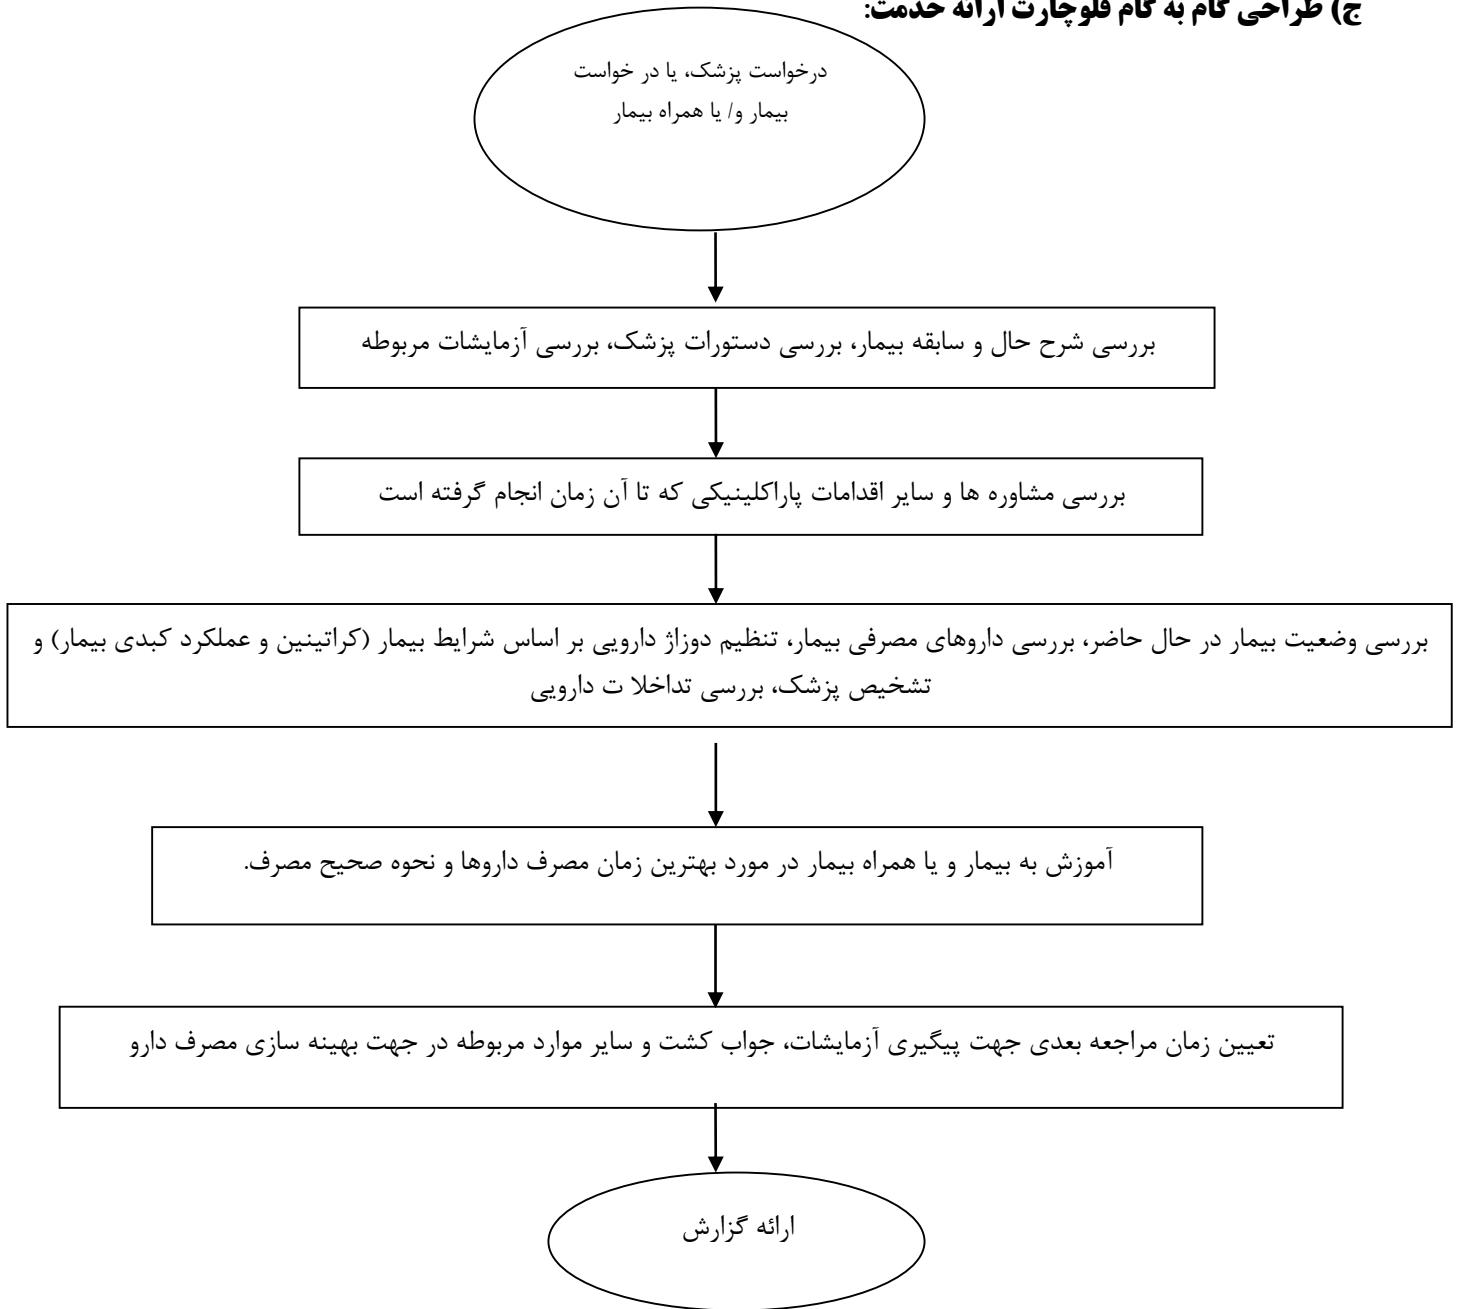 ج) طراحی گام به گام فلوچارت ارائه خدمت:
درخواست پزشک، یا در خواست
بیمار و/ یا همراه بیمار
بررسی شرح حال و سابقه بیمار، بررسی دستورات پزشک، بررسی آزمایشات مربوطه
بررسی مشاوره ها و سایر اقدامات پاراکلینیکی که تا آن زمان انجام گرفته است
بررسی وضعیت بیمار در حال حاضر، بررسی داروهای مصرفی بیمار، تنظیم دوزاژ دارویی بر اساس شرایط بیمار (کراتینین و عملکرد کبدی بیمار) و
تشخیص پزشک، بررسی تداخلا ت دارویی
آموزش به بیمار و یا همراه بیمار در مورد بهترین زمان مصرف داروها و نحوه صحیح مصرف.
تعیین زمان مراجعه بعدی جهت پیگیری آزمایشات، جواب کشت و سایر موارد مربوطه در جهت بهینه سازی مصرف دارو
ارائه گزارش